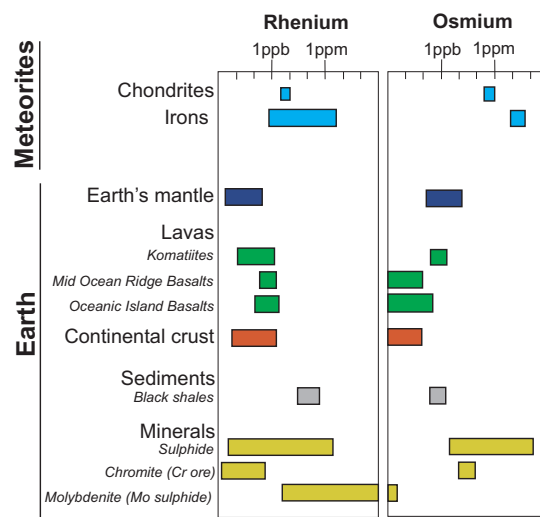 Rhenium Osmium
1ppb 1ppm 1ppb 1ppm
Meteorites
Chondrites
Irons
Earth
Earth's mantle
Lavas
Komatiites
Mid Ocean Ridge Basalts
Oceanic Island Basalts
Continental crust
Sediments
Black shales
Minerals
Sulphide
Chromite (Cr ore)
Molybdenite (Mo sulphide)